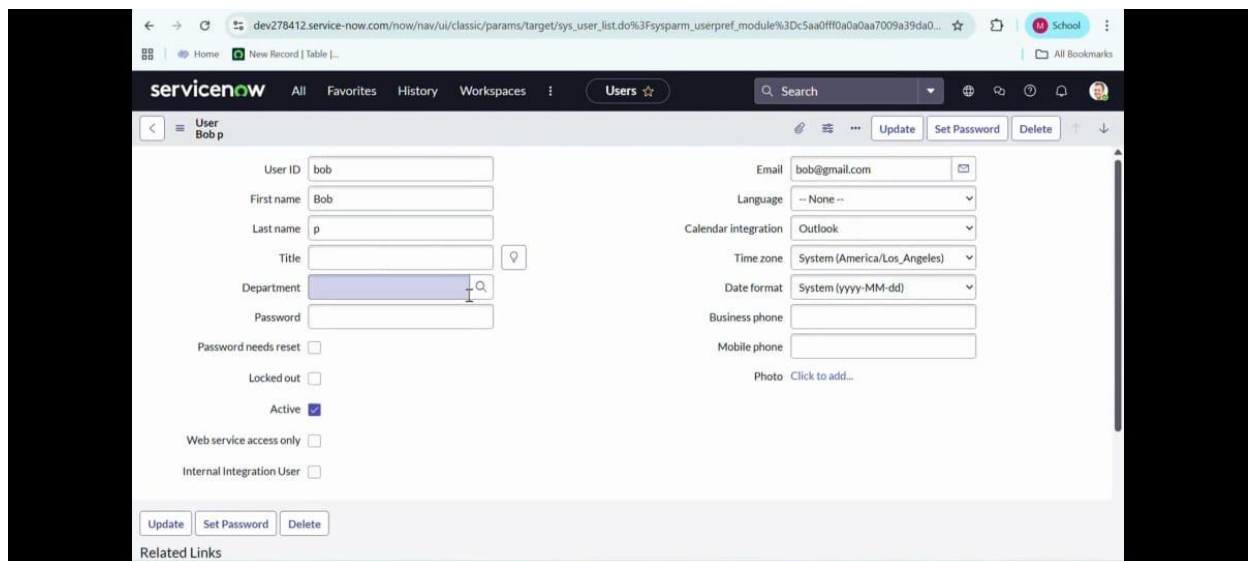 dev278412.service-now.com/now/nav/ui/classic/params/target/sys_user_list.do%3Fsysparm_userpref_module%3Dc5aa0fff0a0a0aa7009a39da0...
M School
Home New Record | Table |...
All Bookmarks
servicenow All Favorites History Workspaces Users Search
User
Bob p
Update Set Password Delete
User ID bob
First name Bob
Last name p
Title
Department
Password
Password needs reset
Locked out
Active
Web service access only
Internal Integration User
Email bob@gmail.com
Language -- None --
Calendar integration Outlook
Time zone System (America/Los_Angeles)
Date format System (yyyy-MM-dd)
Business phone
Mobile phone
Photo Click to add...
Update Set Password Delete
Related Links